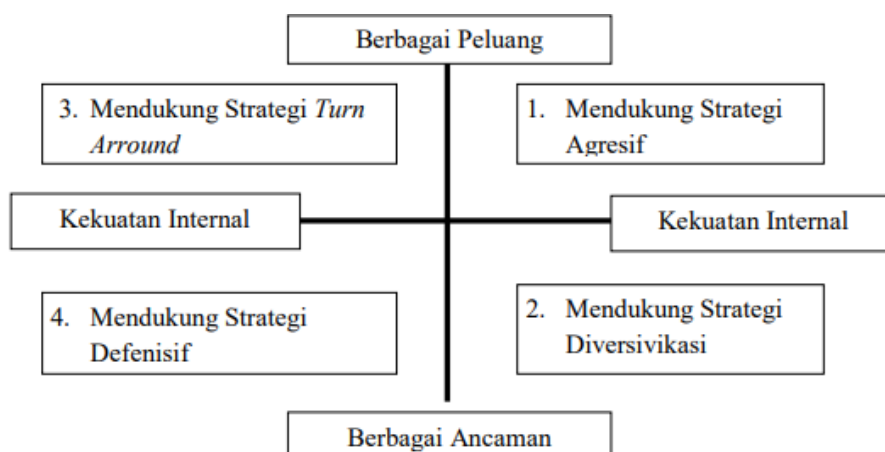 Berbagai Peluang
3. Mendukung Strategi Turn
Arround
1. Mendukung Strategi
Agresif
Kekuatan Internal
Kekuatan Internal
4. Mendukung Strategi
Defenisif
2. Mendukung Strategi
Diversivikasi
Berbagai Ancaman